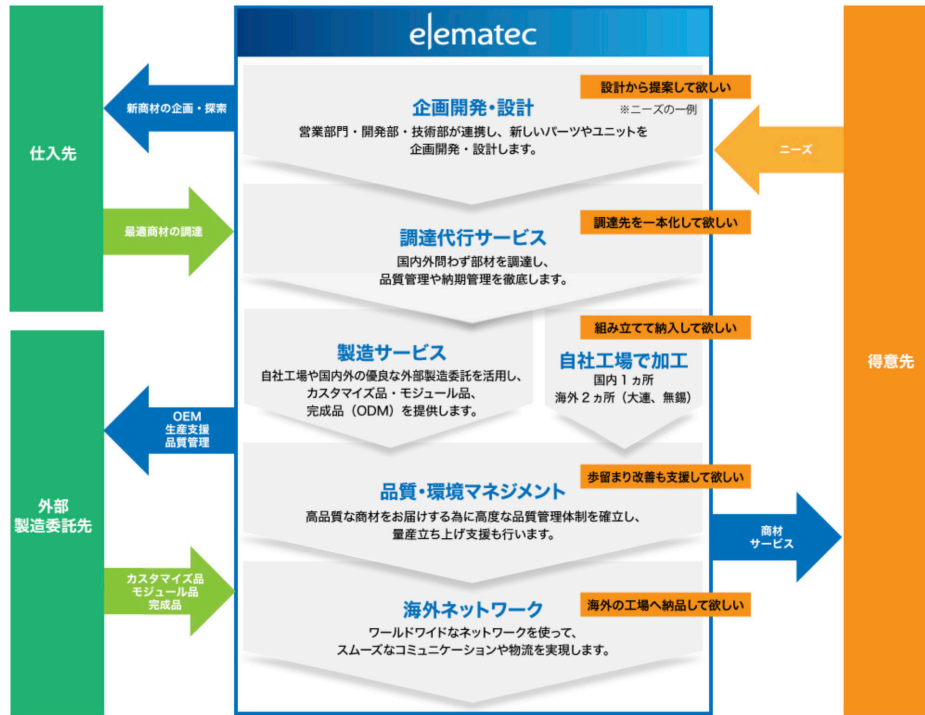 elematec
設計から提案して欲しい
企画開発・設計
※ニーズの一例
営業部門・開発部・技術部が連携し、新しいパーツやユニットを
企画開発・設計します。
新商材の企画・探索
仕入先
ニーズ
最適商材の調達
調達先を一本化して欲しい
調達代行サービス
国内外問わず部材を調達し、
品質管理や納期管理を徹底します。
組み立てて納入して欲しい
製造サービス
自社工場や国内外の優良な外部製造委託を活用し、
カスタマイズ品・モジュール品、
完成品（ODM）を提供します。
自社工場で加工
国内 1 ヵ所
海外 2 ヵ所（大連、無錫）
得意先
OEM
生産支援
品質管理
歩留まり改善も支援して欲しい
品質・環境マネジメント
高品質な商材をお届けする為に高度な品質管理体制を確立し、
量産立ち上げ支援も行います。
外部
製造委託先
商材
サービス
カスタマイズ品
モジュール品
完成品
海外の工場へ納品して欲しい
海外ネットワーク
ワールドワイドなネットワークを使って、
スムーズなコミュニケーションや物流を実現します。